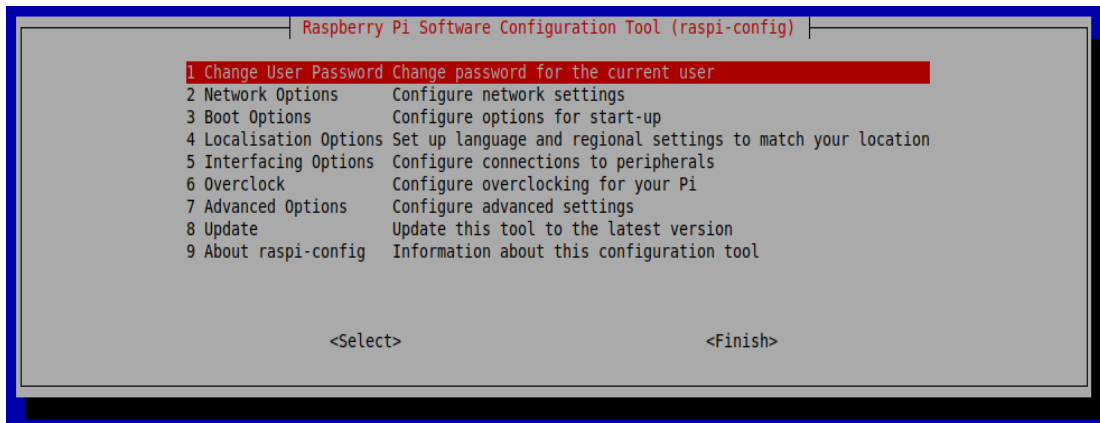 Raspberry Pi Software Configuration Tool (raspi-config)
1 Change User Password Change password for the current user
2 Network Options Configure network settings
3 Boot Options Configure options for start-up
4 Localisation Options Set up language and regional settings to match your location
5 Interfacing Options Configure connections to peripherals
6 Overclock Configure overclocking for your Pi
7 Advanced Options Configure advanced settings
8 Update Update this tool to the latest version
9 About raspi-config Information about this configuration tool
<Select> <Finish>